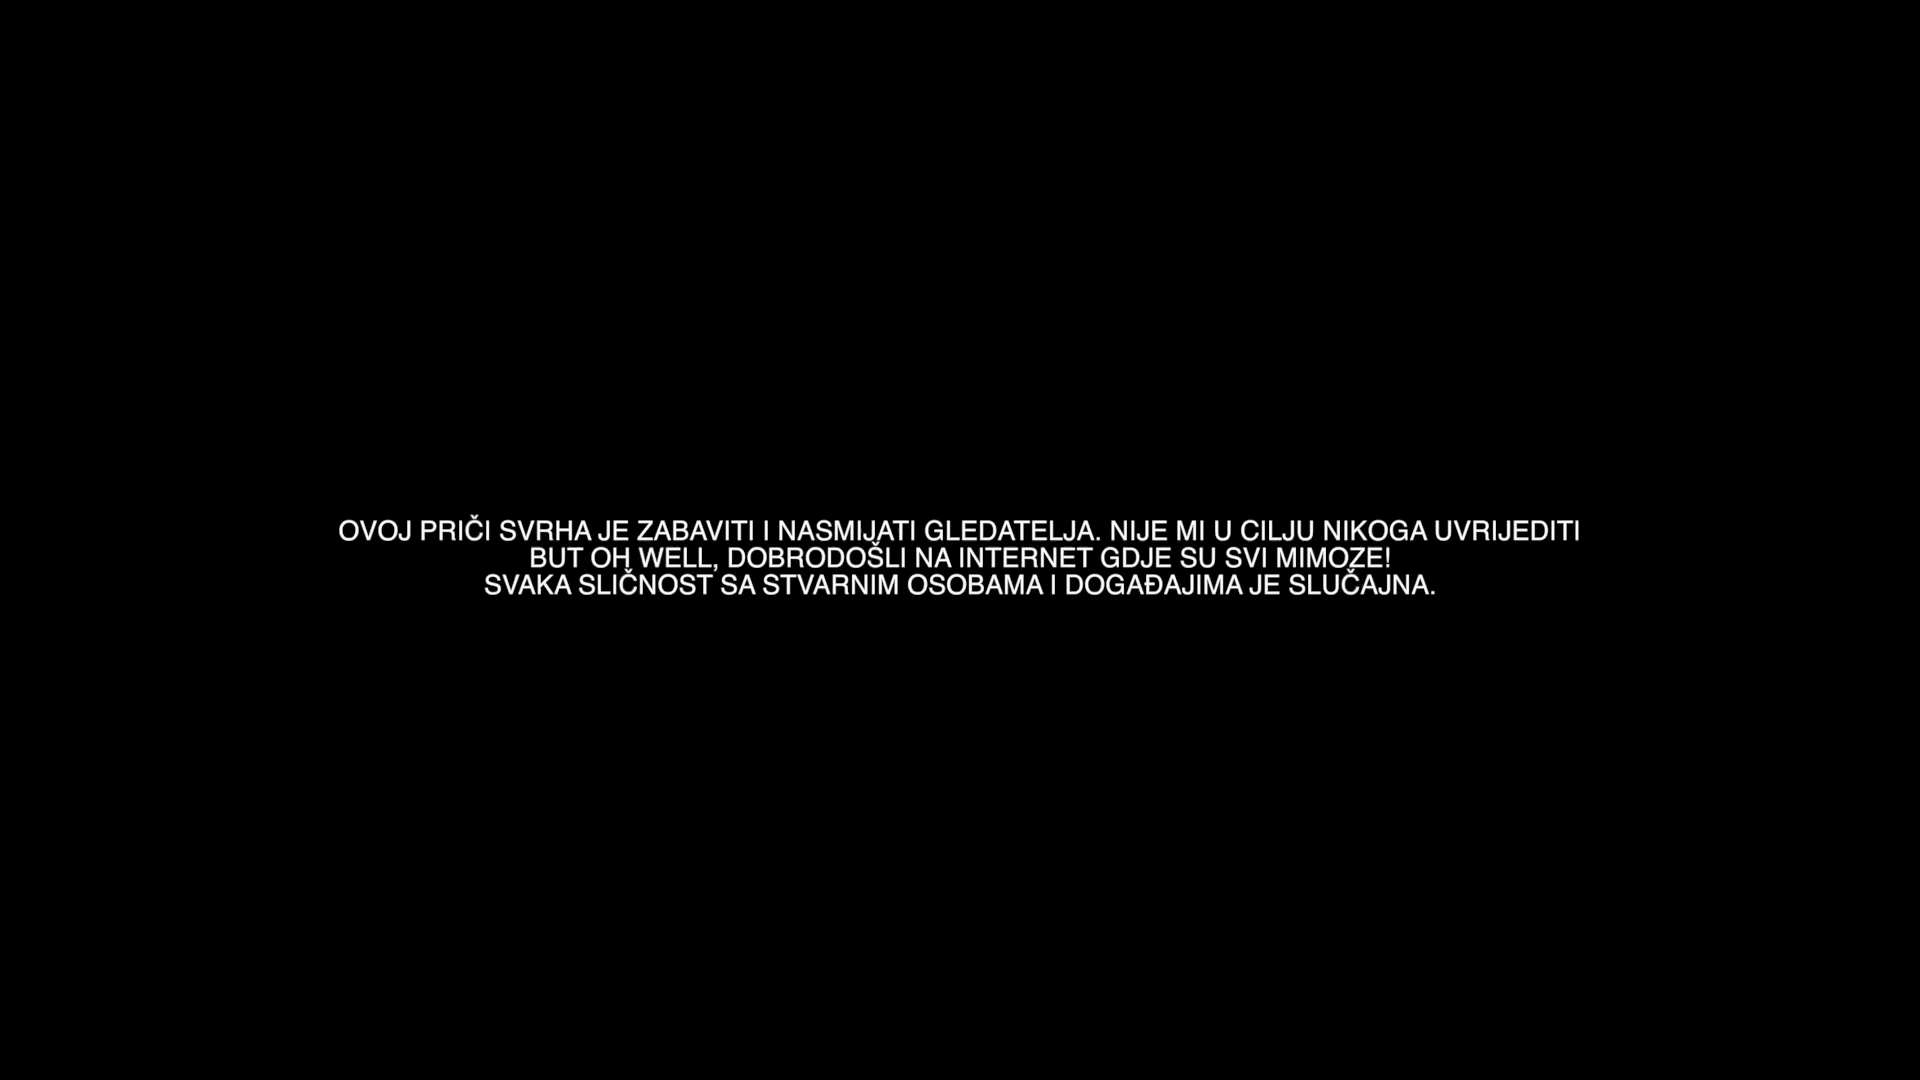 OVOJ PRIČI SVRHA JE ZABAVITI I NASMIJATI GLEDATELJA. NIJE MI U CILJU NIKOGA UVRIJEDITI
BUT OH WELL, DOBRODOŠLI NA INTERNET GDJE SU SVI MIMOZE!
SVAKA SLIČNOST SA STVARNIM OSOBAMA I DOGAĐAJIMA JE SLUČAJNA.